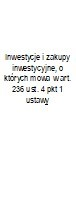 Inwestycje i zakupy
inwestycyjne, o
których mowa w art.
236 ust. 4 pkt 1
ustawy